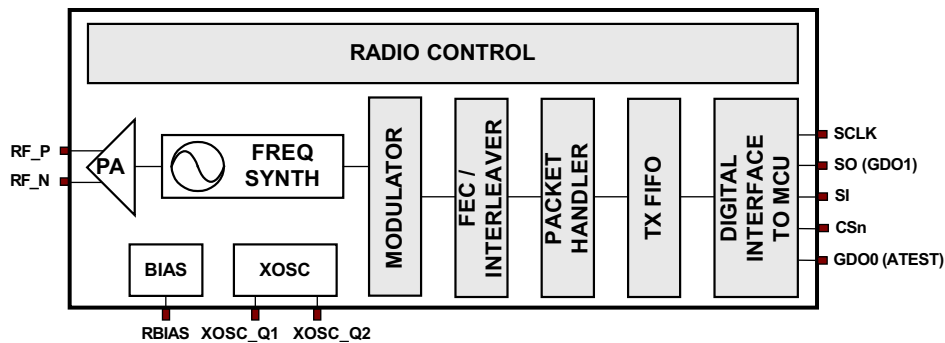 RADIO CONTROL
RF_P
RF_N
PA
FREQ
SYNTH
MODULATOR
FEC /
INTERLEAVER
PACKET
HANDLER
TX FIFO
DIGITAL
INTERFACE
TO MCU
SCLK
SO (GDO1)
SI
CSn
GDO0 (ATEST)
BIAS
XOSC
RBIAS
XOSC_Q1
XOSC_Q2